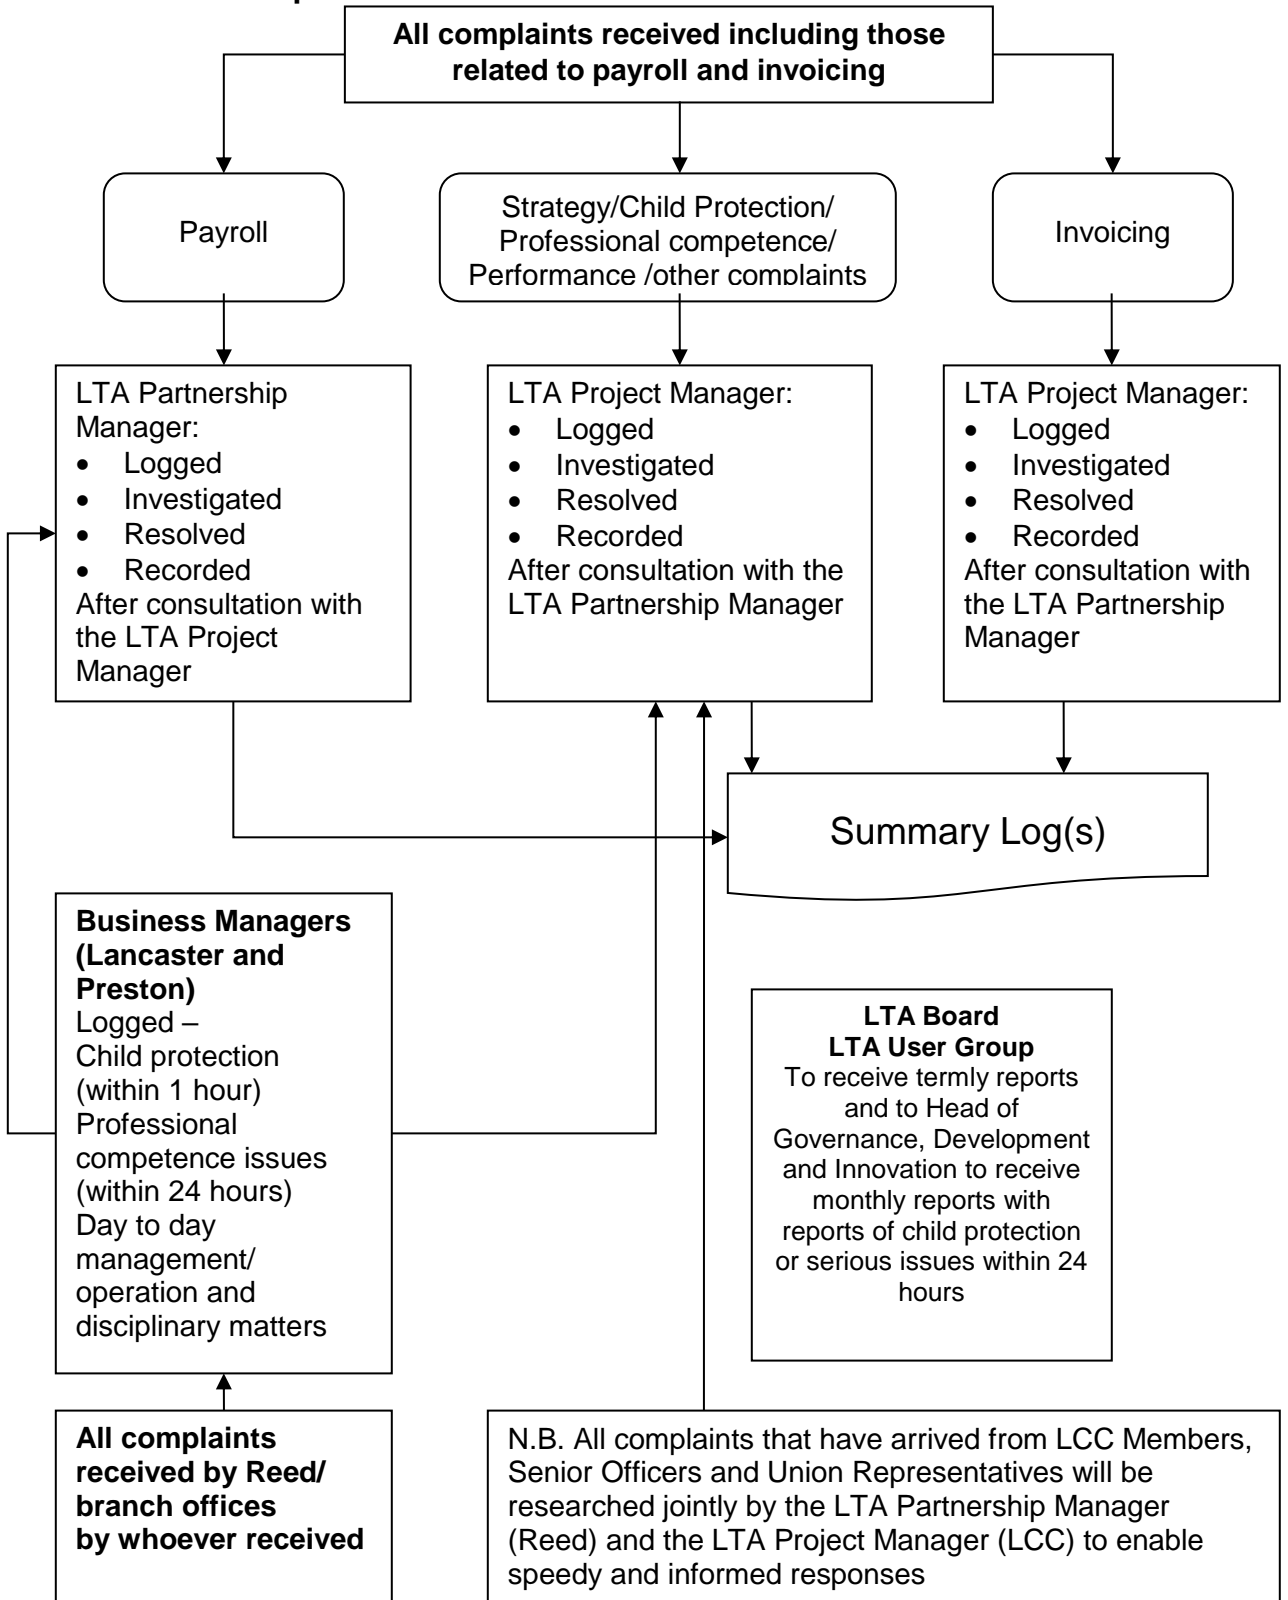 All complaints received including those
related to payroll and invoicing
Payroll
Strategy/Child Protection/
Professional competence/
Performance /other complaints
Invoicing
LTA Partnership
Manager:
• Logged
• Investigated
• Resolved
• Recorded
After consultation with
the LTA Project
Manager
LTA Project Manager:
• Logged
• Investigated
• Resolved
• Recorded
After consultation with the
LTA Partnership Manager
LTA Project Manager:
• Logged
• Investigated
• Resolved
• Recorded
After consultation with
the LTA Partnership
Manager
Summary Log(s)
Business Managers
(Lancaster and
Preston)
Logged –
Child protection
(within 1 hour)
Professional
competence issues
(within 24 hours)
Day to day
management/
operation and
disciplinary matters
LTA Board
LTA User Group
To receive termly reports
and to Head of
Governance, Development
and Innovation to receive
monthly reports with
reports of child protection
or serious issues within 24
hours
All complaints
received by Reed/
branch offices
by whoever received
N.B. All complaints that have arrived from LCC Members,
Senior Officers and Union Representatives will be
researched jointly by the LTA Partnership Manager
(Reed) and the LTA Project Manager (LCC) to enable
speedy and informed responses